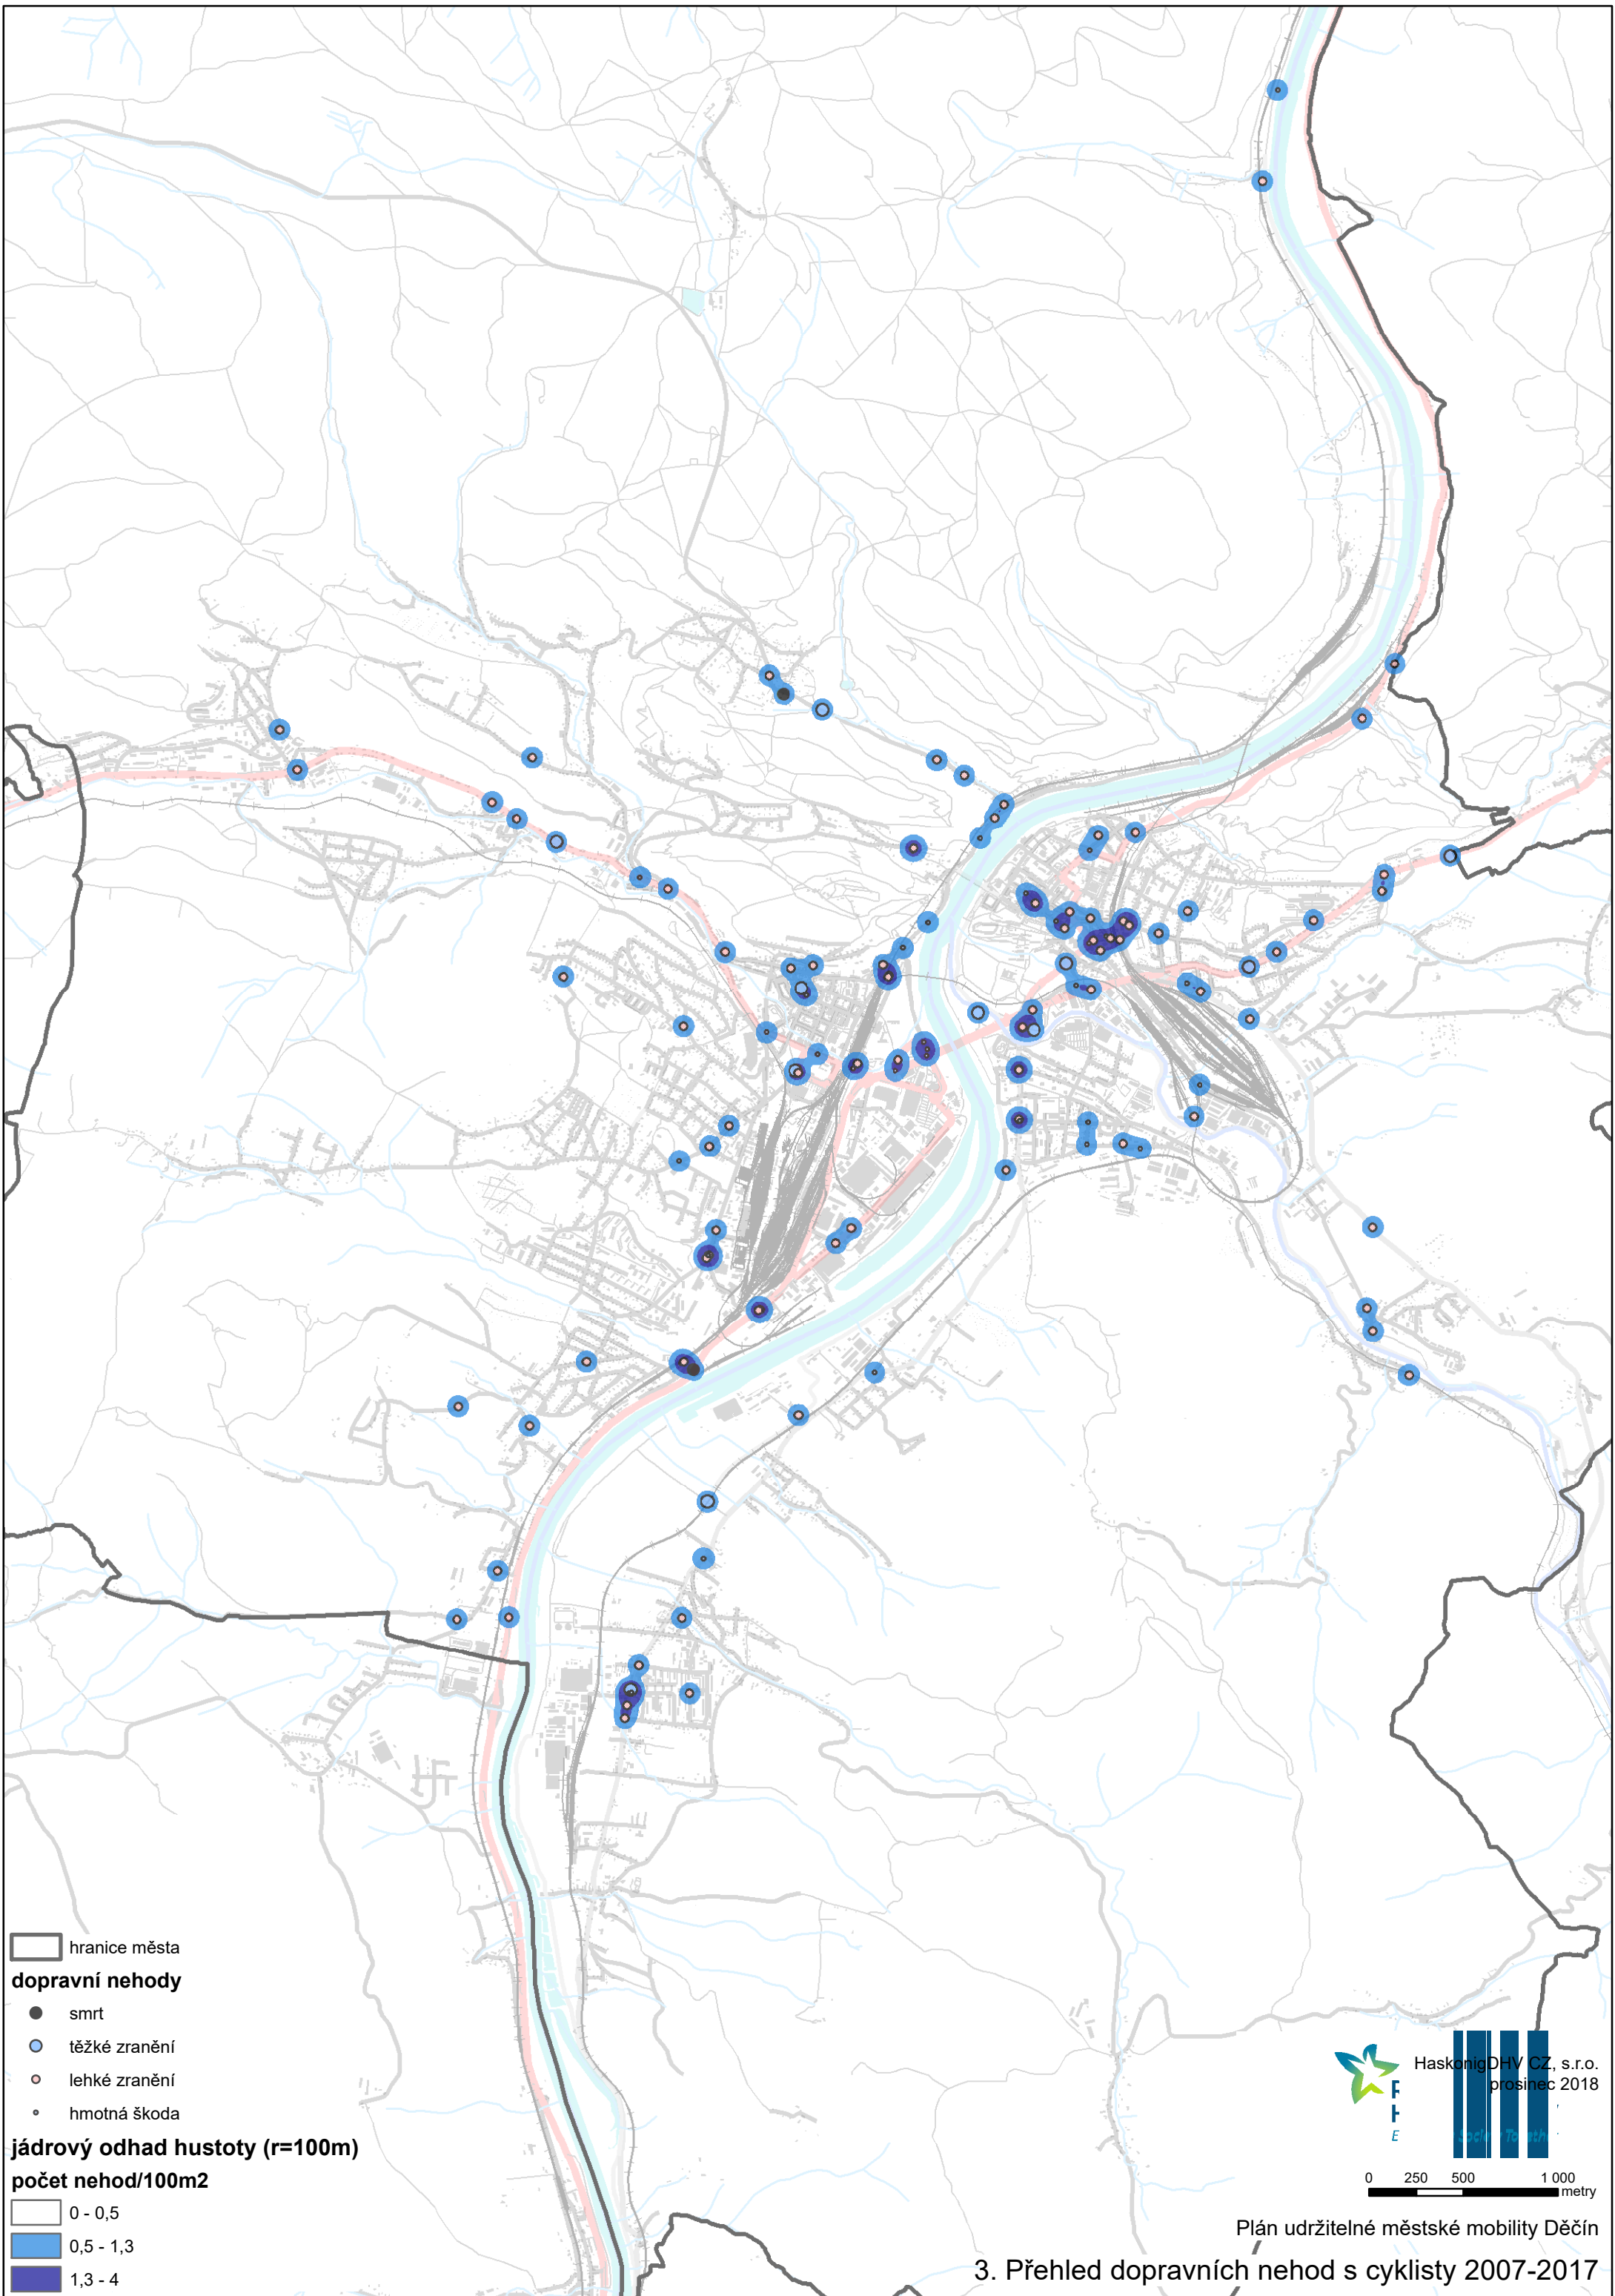 hranice města
dopravní nehody
smrt
těžké zranění
lehké zranění
hmotná škoda
jádrový odhad hustoty (r=100m)
počet nehod/100m2
0 - 0,5
0,5 - 1,3
1,3 - 4
HaskonigDHV CZ, s.r.o.
prosinec 2018
0 250 500 1 000
metry
Plán udržitelné městské mobility Děčín
3. Přehled dopravních nehod s cyklisty 2007-2017